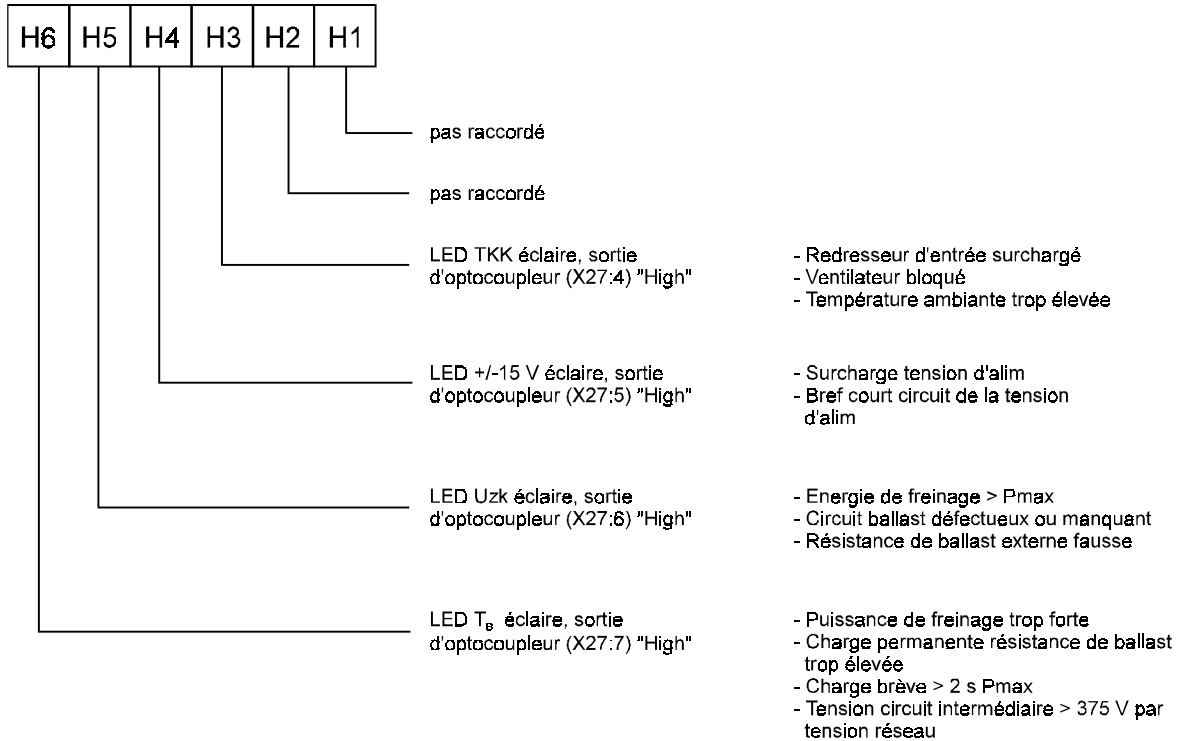 H6 H5 H4 H3 H2 H1
pas raccordé
pas raccordé
LED TKK éclaire, sortie
d'optocoupleur (X27:4) "High"
- Redresseur d'entrée surchargé
- Ventilateur bloqué
- Température ambiante trop élevée
LED +/-15 V éclaire, sortie
d'optocoupleur (X27:5) "High"
- Surcharge tension d'alim
- Bref court circuit de la tension
d'alim
LED Uzk éclaire, sortie
d'optocoupleur (X27:6) "High"
- Energie de freinage > Pmax
- Circuit ballast défectueux ou manquant
- Résistance de ballast externe fausse
LED TB éclaire, sortie
d'optocoupleur (X27:7) "High"
- Puissance de freinage trop forte
- Charge permanente résistance de ballast
trop élevée
- Charge brève > 2 s Pmax
- Tension circuit intermédiaire > 375 V par
tension réseau